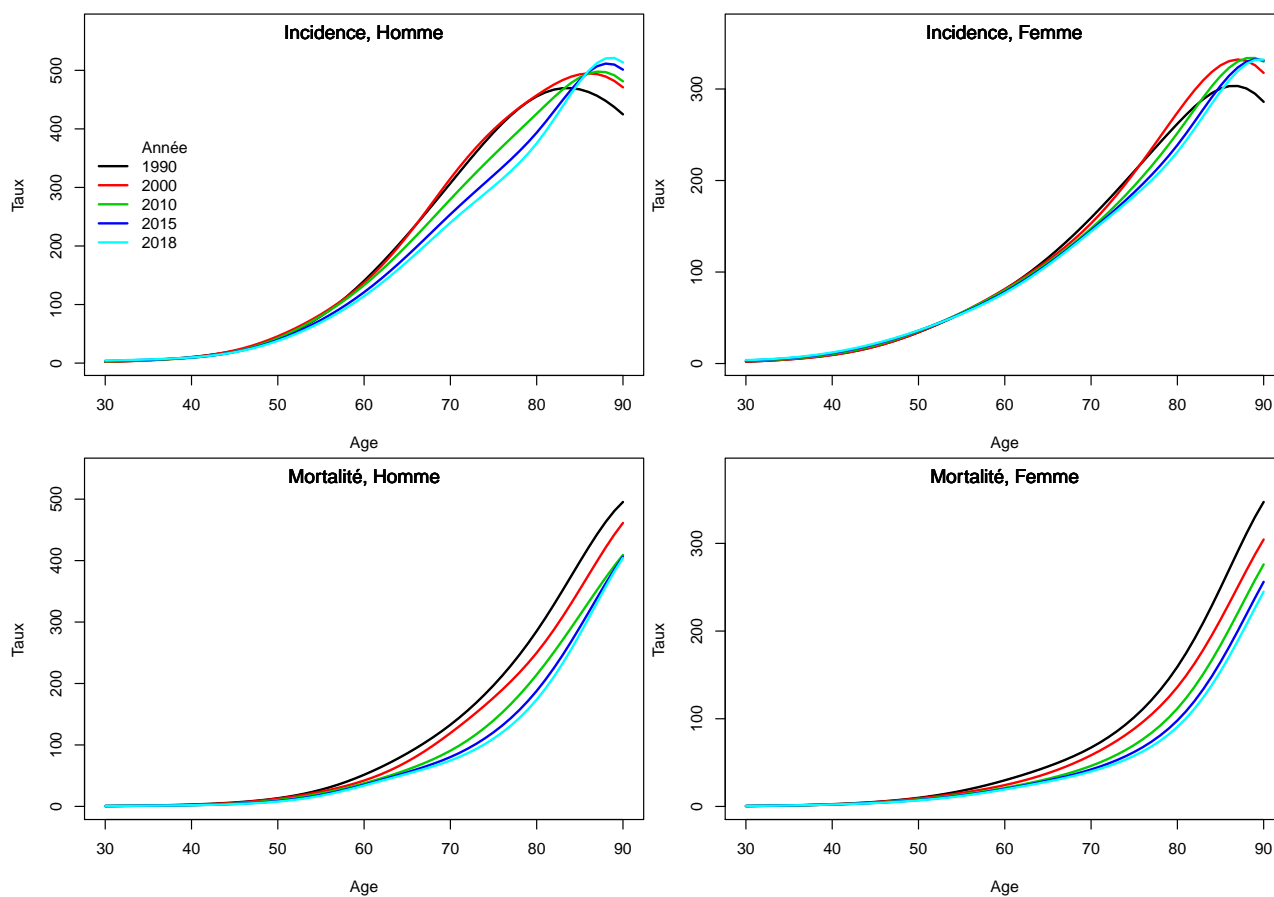 Incidence, Homme
Taux
0 100 200 300 400 500
Année
1990
2000
2010
2015
2018
30 40 50 60 70 80 90
Age
Incidence, Femme
Taux
0 100 200 300
30 40 50 60 70 80 90
Age
Mortalité, Homme
Taux
0 100 200 300 400 500
30 40 50 60 70 80 90
Age
Mortalité, Femme
Taux
0 100 200 300
30 40 50 60 70 80 90
Age